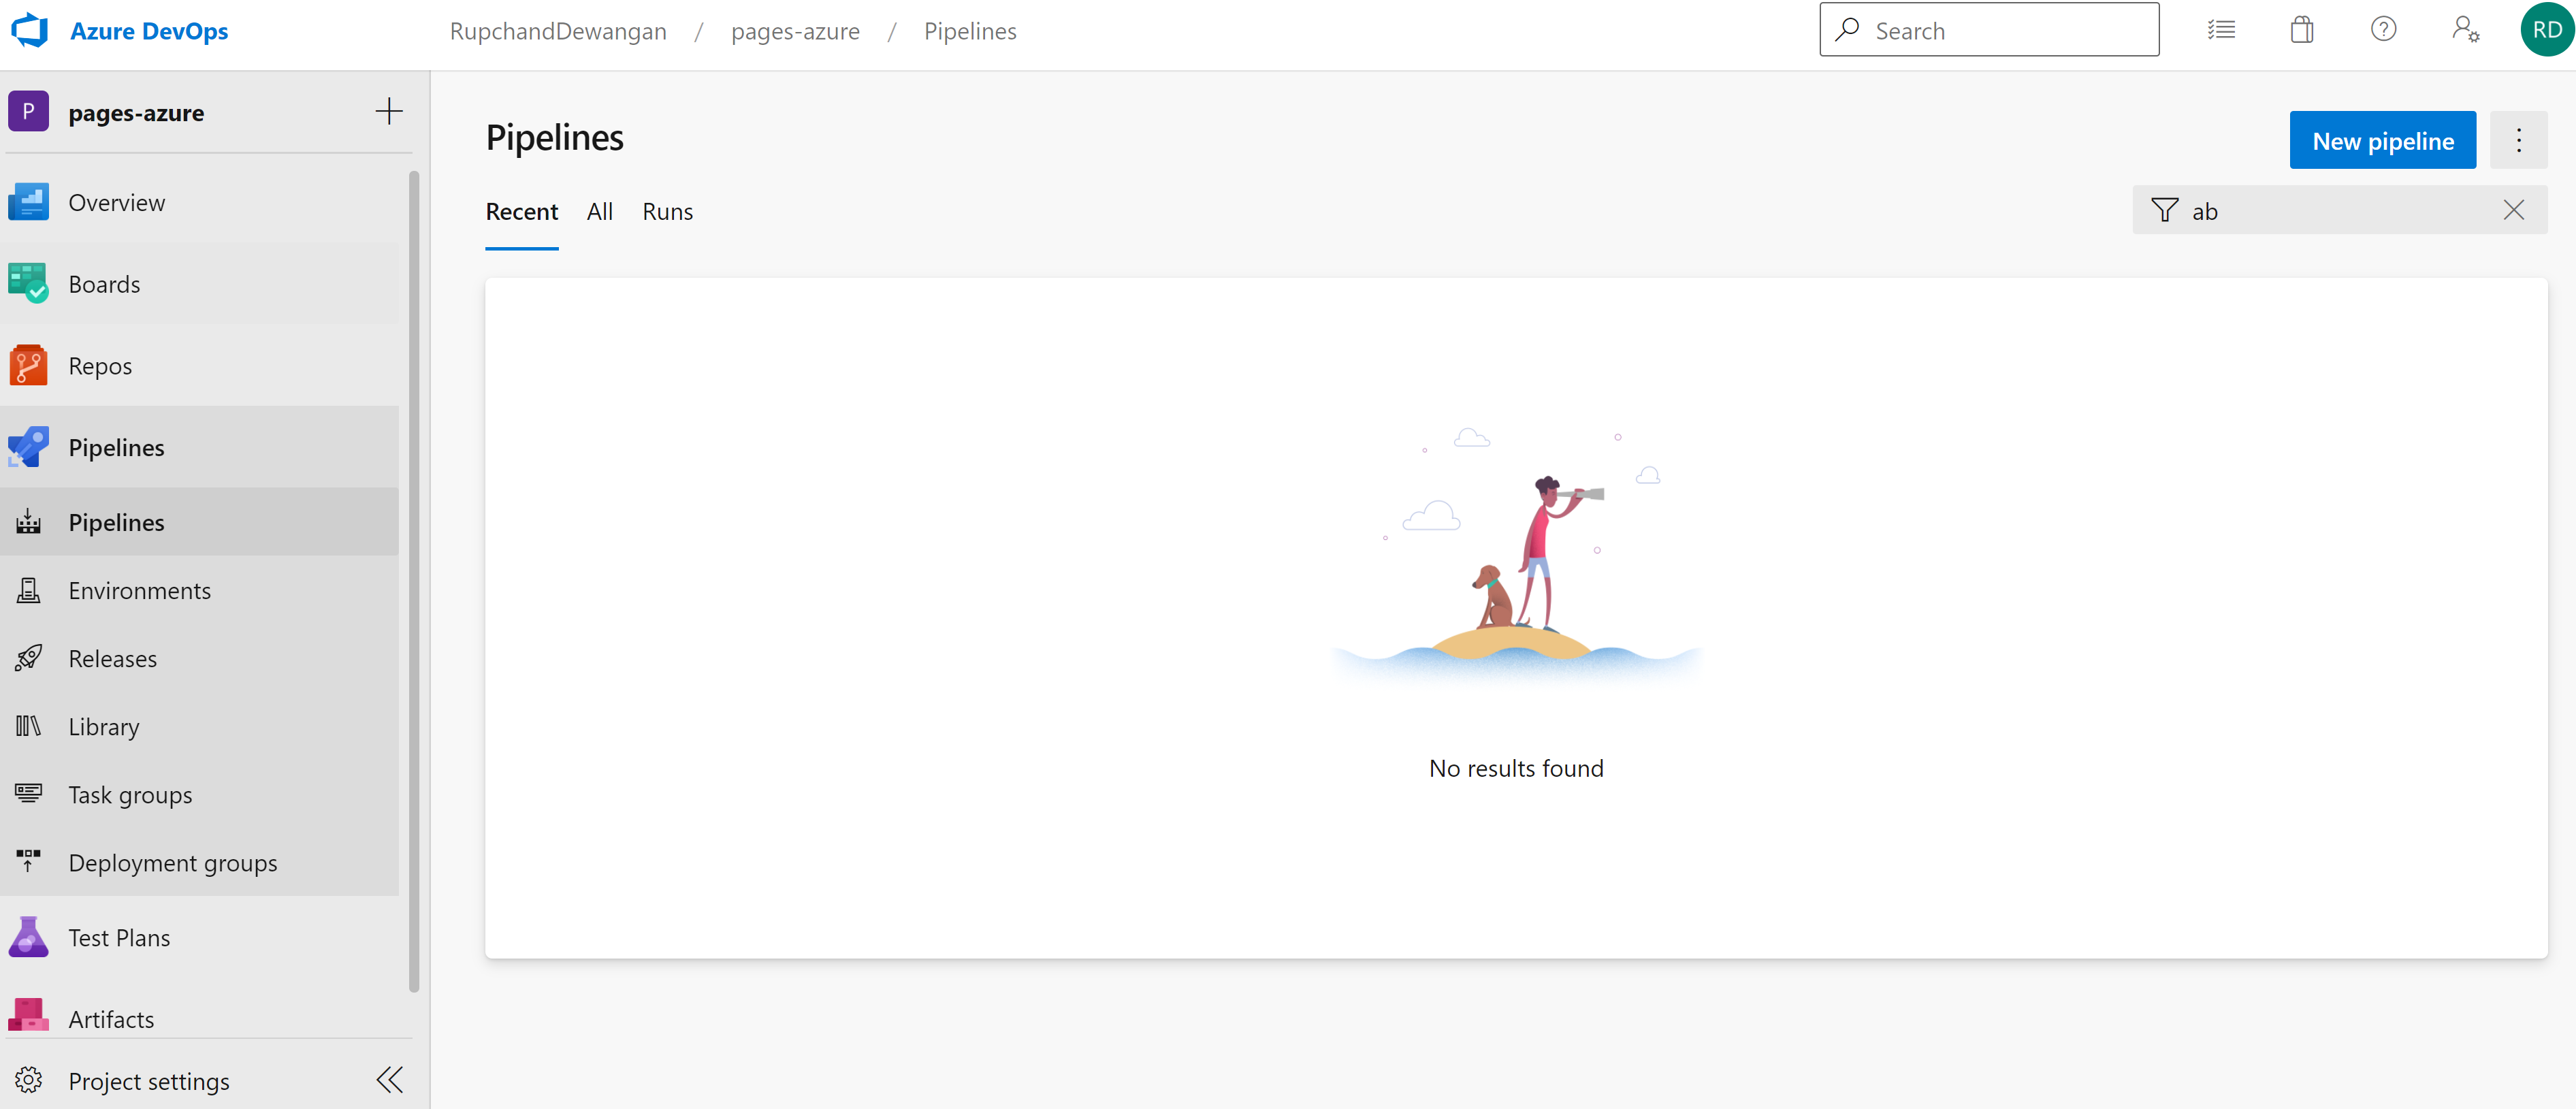 Azure DevOps
RupchandDewangan / pages-azure / Pipelines
Search
RD
P pages-azure
Overview
Boards
Repos
Pipelines
Pipelines
Environments
Releases
Library
Task groups
Deployment groups
Test Plans
Artifacts
Project settings
Pipelines
New pipeline
Recent All Runs
ab
No results found